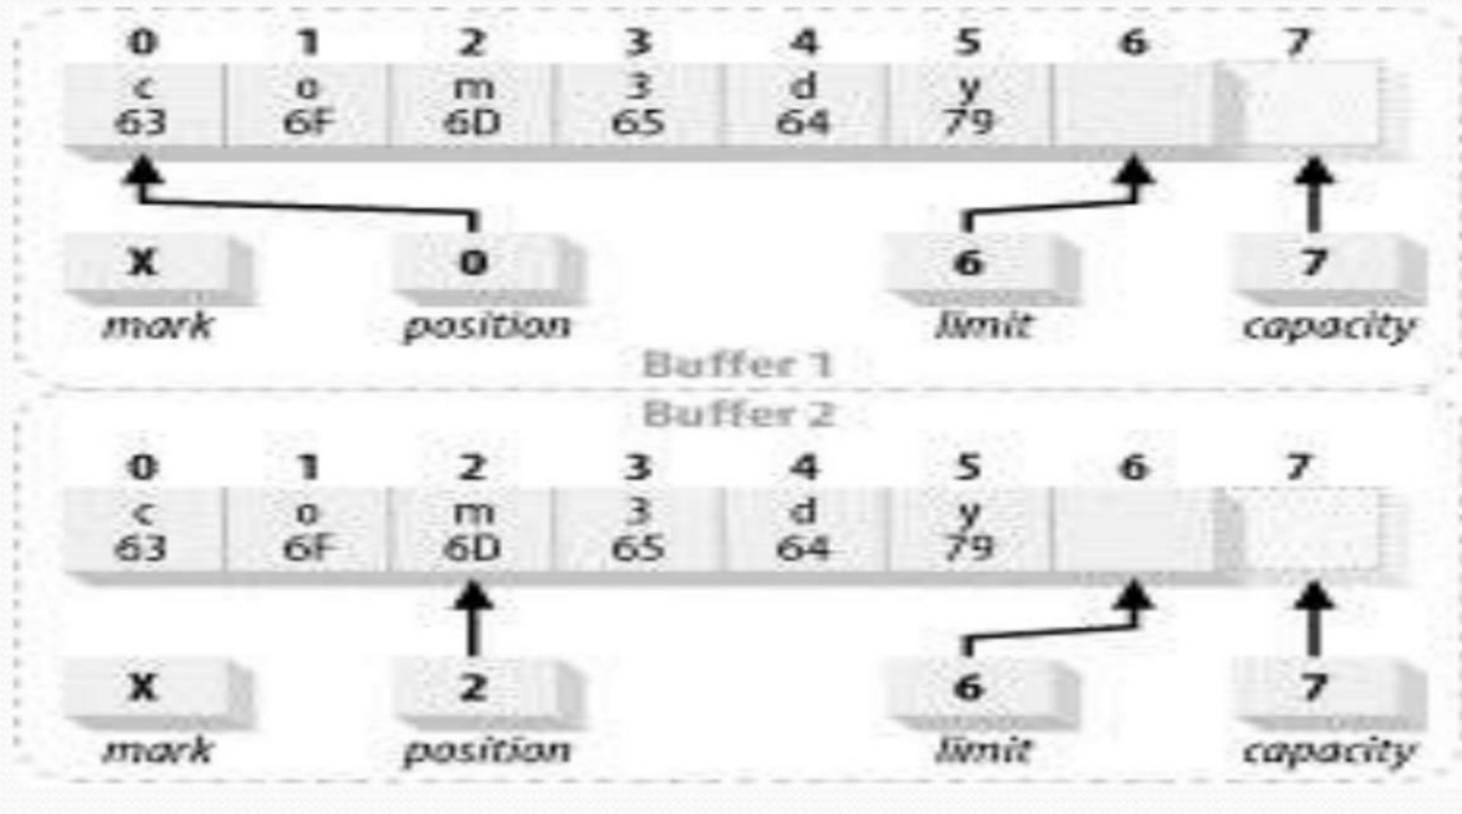 0 1 2 3 4 5 6 7
c o m 3 d y
63 6F 6D 65 64 79
X 0 6 7
mark position limit capacity
Buffer 1
Buffer 2
0 1 2 3 4 5 6 7
c o m 3 d y
63 6F 6D 65 64 79
X 2 6 7
mark position limit capacity